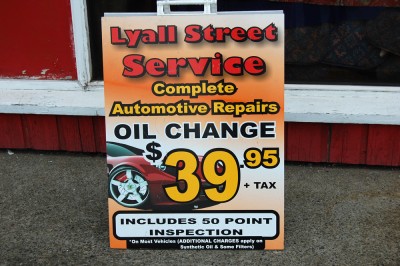 Lyall Street
Service
Complete
Automotive Repairs
OIL CHANGE
$39.95
+ TAX
INCLUDES 50 POINT
INSPECTION
*On Most Vehicles (ADDITIONAL CHARGES apply on
Synthetic Oil & Some Filters)